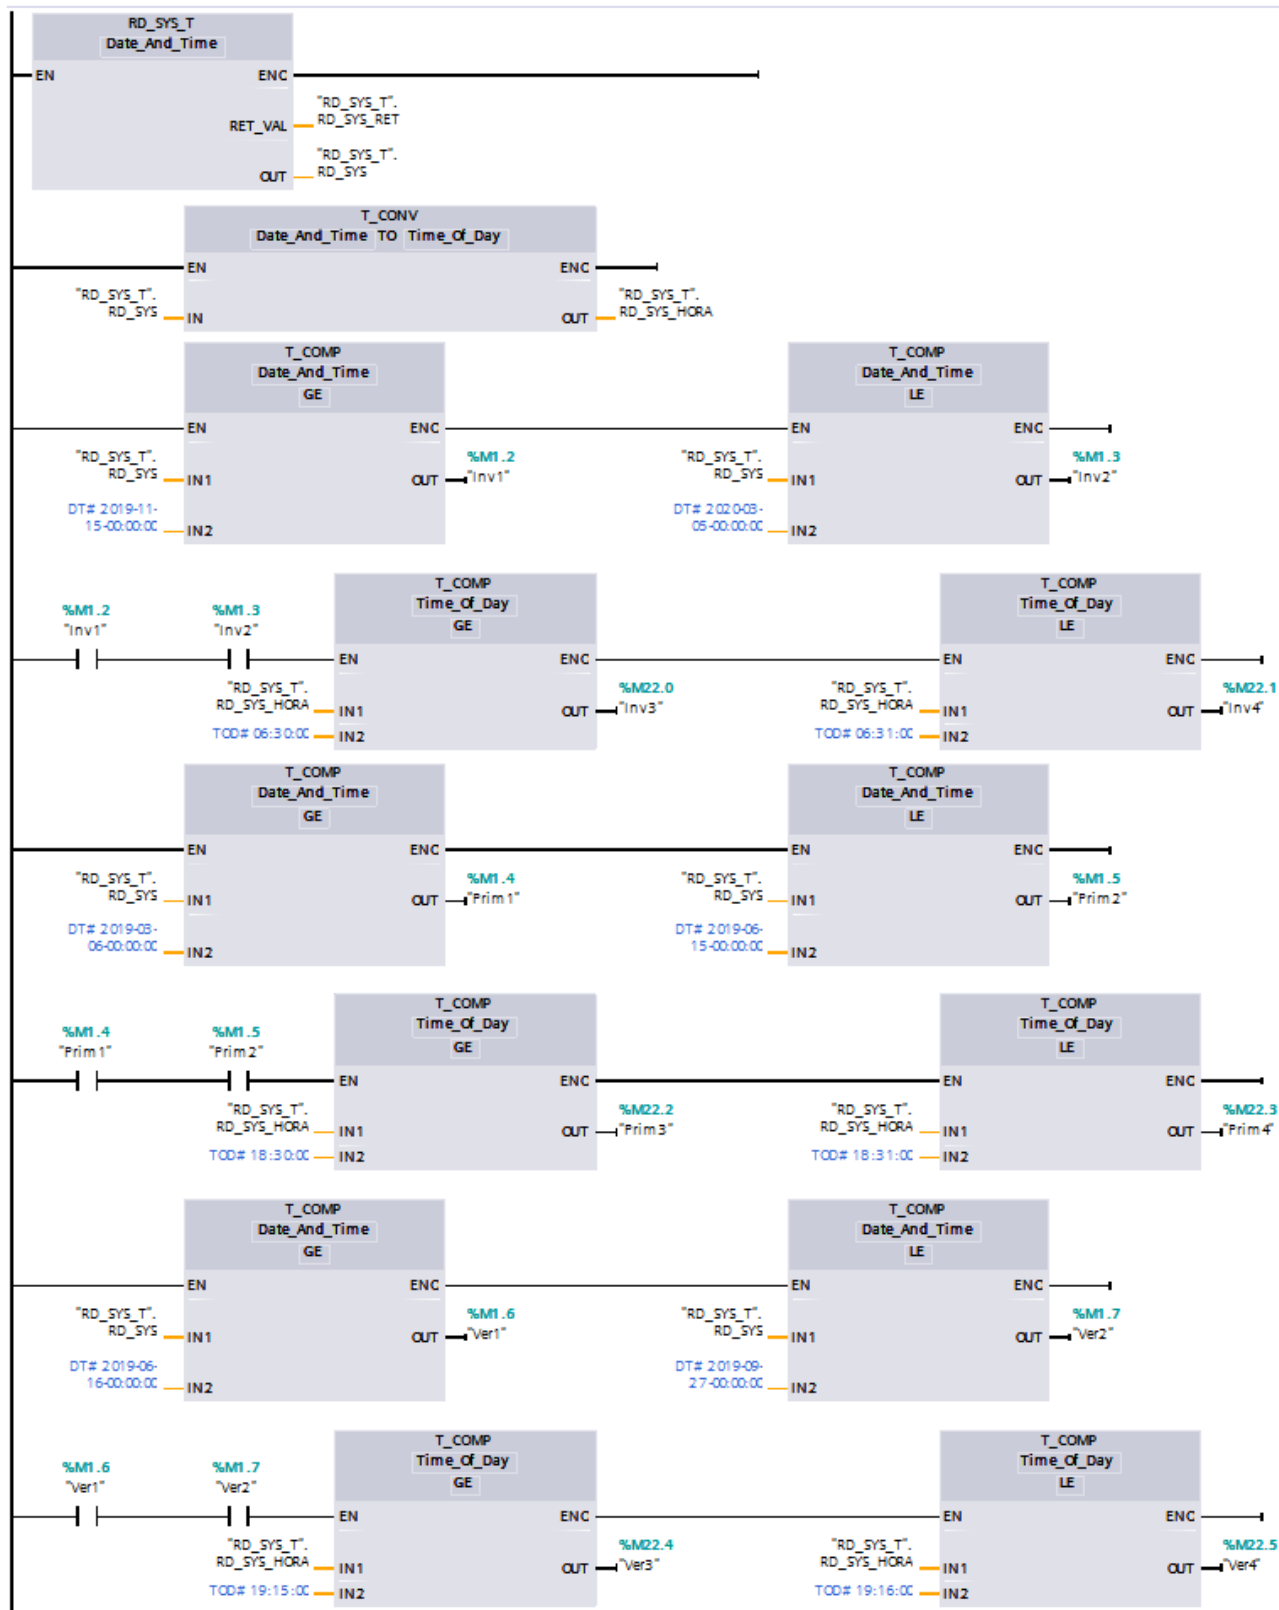 RD_SYS_T
Date_And_Time
EN ENO
"RD_SYS_T".
RET_VAL RD_SYS_RET
"RD_SYS_T".
OUT RD_SYS
T_CONV
Date_And_Time TO Time_Of_Day
EN ENO
"RD_SYS_T". "RD_SYS_T".
RD_SYS IN OUT RD_SYS_HORA
T_COMP T_COMP
Date_And_Time Date_And_Time
GE LE
EN ENO EN ENO
"RD_SYS_T". %M1.2 "RD_SYS_T". %M1.3
RD_SYS IN1 OUT "Inv1" RD_SYS IN1 OUT "Inv2"
DT# 2019-11- DT# 2020-03-
15-00:00:00 IN2 05-00:00:00 IN2
T_COMP T_COMP
%M1.2 %M1.3 Time_Of_Day Time_Of_Day
"Inv1" "Inv2" GE LE
EN ENO EN ENO
"RD_SYS_T". %M22.0 "RD_SYS_T". %M22.1
RD_SYS_HORA IN1 OUT "Inv3" RD_SYS_HORA IN1 OUT "Inv4"
TOD# 06:30:00 IN2 TOD# 06:31:00 IN2
T_COMP T_COMP
Date_And_Time Date_And_Time
GE LE
EN ENO EN ENO
"RD_SYS_T". %M1.4 "RD_SYS_T". %M1.5
RD_SYS IN1 OUT "Prim1" RD_SYS IN1 OUT "Prim2"
DT# 2019-03- DT# 2019-06-
06-00:00:00 IN2 15-00:00:00 IN2
T_COMP T_COMP
%M1.4 %M1.5 Time_Of_Day Time_Of_Day
"Prim1" "Prim2" GE LE
EN ENO EN ENO
"RD_SYS_T". %M22.2 "RD_SYS_T". %M22.3
RD_SYS_HORA IN1 OUT "Prim3" RD_SYS_HORA IN1 OUT "Prim4"
TOD# 18:30:00 IN2 TOD# 18:31:00 IN2
T_COMP T_COMP
Date_And_Time Date_And_Time
GE LE
EN ENO EN ENO
"RD_SYS_T". %M1.6 "RD_SYS_T". %M1.7
RD_SYS IN1 OUT "Ver1" RD_SYS IN1 OUT "Ver2"
DT# 2019-06- DT# 2019-09-
16-00:00:00 IN2 27-00:00:00 IN2
T_COMP T_COMP
%M1.6 %M1.7 Time_Of_Day Time_Of_Day
"Ver1" "Ver2" GE LE
EN ENO EN ENO
"RD_SYS_T". %M22.4 "RD_SYS_T". %M22.5
RD_SYS_HORA IN1 OUT "Ver3" RD_SYS_HORA IN1 OUT "Ver4"
TOD# 19:15:00 IN2 TOD# 19:16:00 IN2